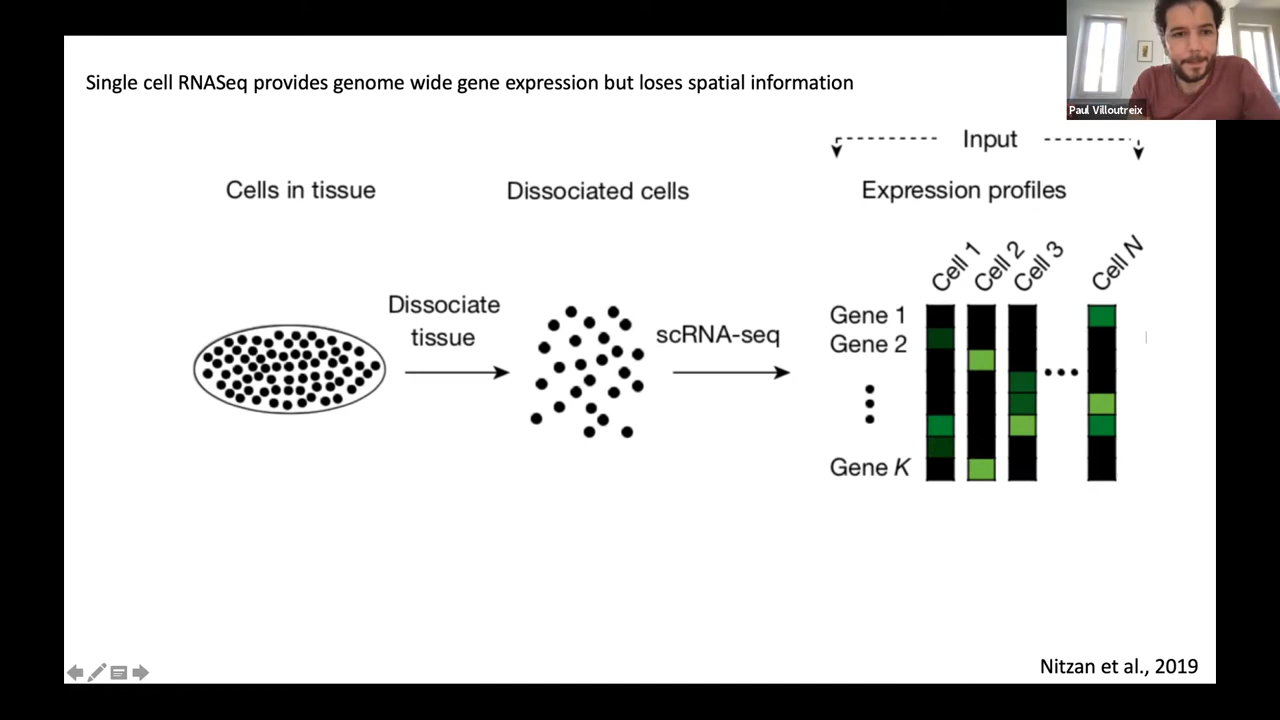 Single cell RNASeq provides genome wide gene expression but loses spatial information
Paul Villoutreix
Input
Cells in tissue
Dissociated cells
Expression profiles
Dissociate
tissue
scRNA-seq
Cell 1
Cell 2
Cell 3
Cell N
Gene 1
Gene 2
Gene K
Nitzan et al., 2019